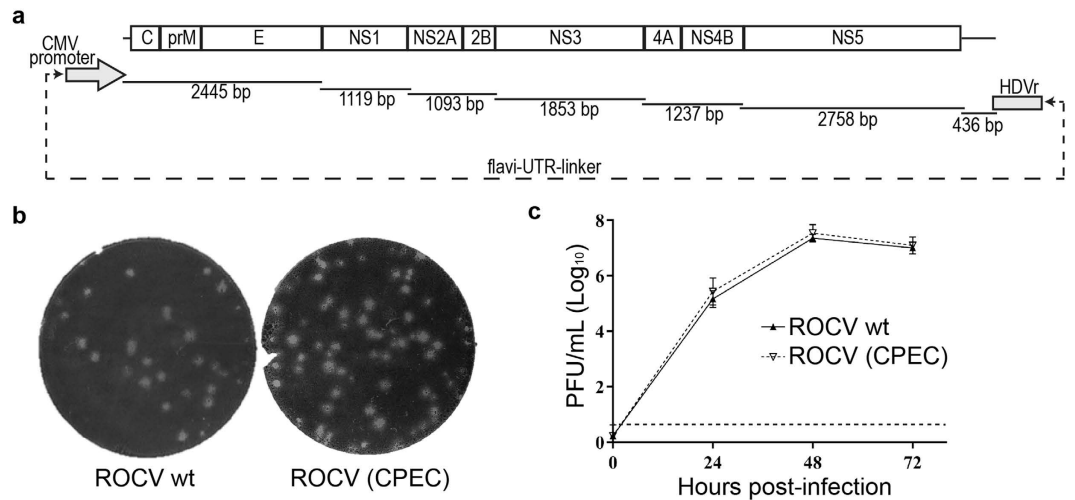 a
C prM E NS1 NS2A 2B NS3 4A NS4B NS5
CMV
promoter
HDVr
2445 bp
1119 bp
1093 bp
1853 bp
1237 bp
2758 bp
436 bp
flavi-UTR-linker
b
ROCV wt
ROCV (CPEC)
c
PFU/mL (Log₁₀)
8
6
4
2
0
ROCV wt
ROCV (CPEC)
0 24 48 72
Hours post-infection